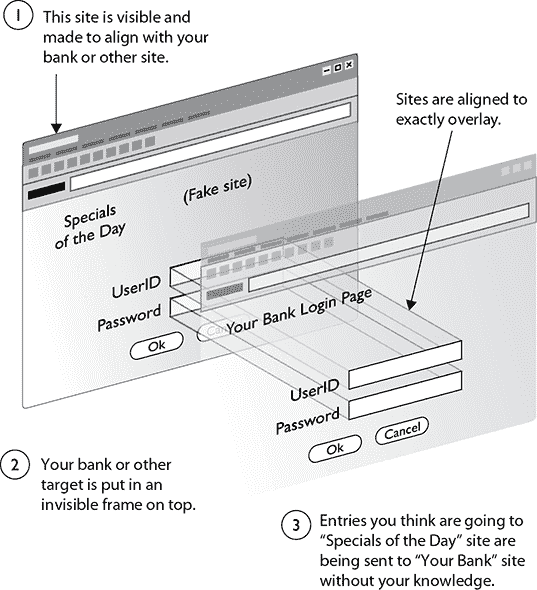 1
This site is visible and
made to align with your
bank or other site.
Sites are aligned to
exactly overlay.
(Fake site)
Specials
of the Day
UserID
Password
Ok
Your Bank Login Page
UserID
Password
Ok
Cancel
2
Your bank or other
target is put in an
invisible frame on top.
3
Entries you think are going to
“Specials of the Day” site are
being sent to “Your Bank” site
without your knowledge.